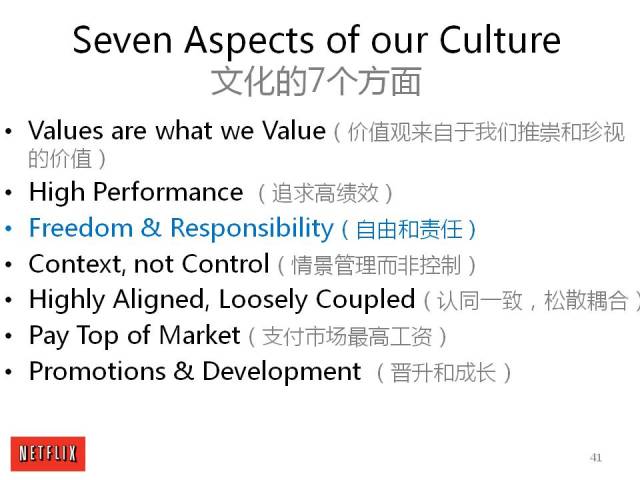 Seven Aspects of our Culture
文化的7个方面
• Values are what we Value（价值观来自于我们推崇和珍视
的价值）
• High Performance （追求高绩效）
• Freedom & Responsibility（自由和责任）
• Context, not Control（情景管理而非控制）
• Highly Aligned, Loosely Coupled（认同一致，松散耦合）
• Pay Top of Market（支付市场最高工资）
• Promotions & Development （晋升和成长）
NETFLIX
41